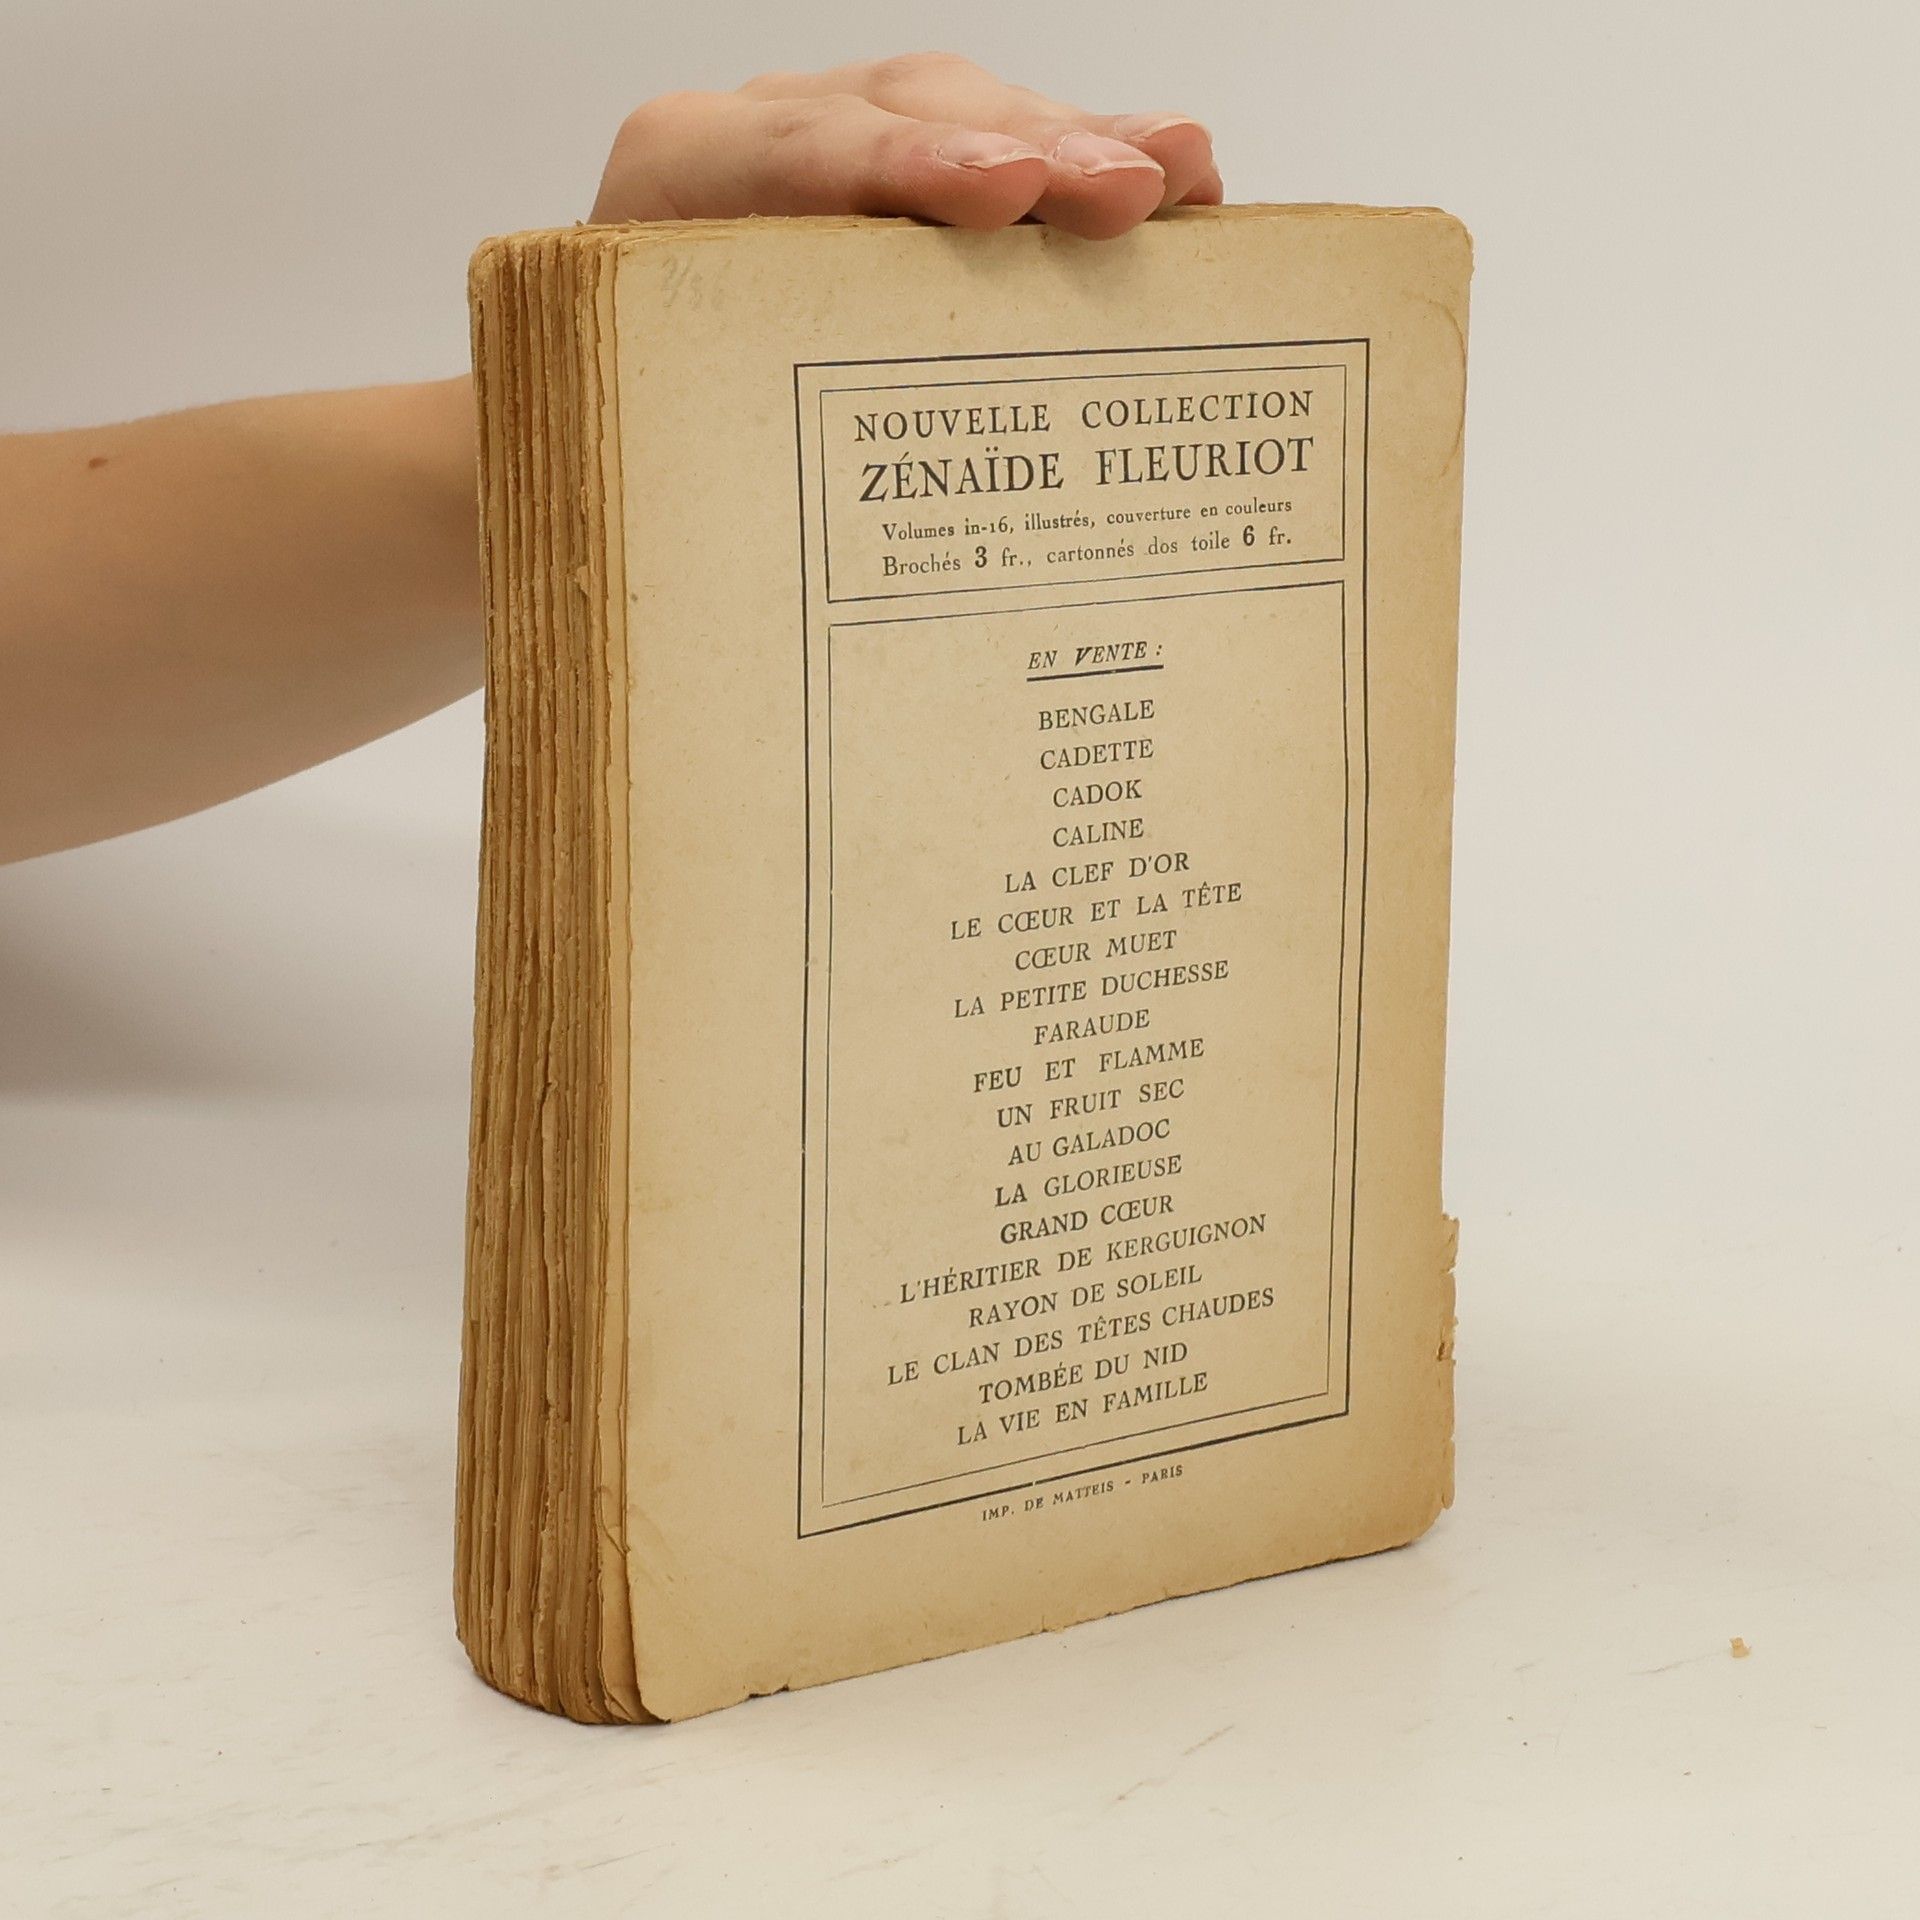 NOUVELLE COLLECTION
ZÉNAÏDE FLEURIOT
Volumes in-16, illustrés, couverture en couleurs
Brochés 3 fr., cartonnés dos toile 6 fr.
EN VENTE :
BENGALE
CADETTE
CADOK
CALINE
LA CLEF D'OR
LE CŒUR ET LA TÊTE
CŒUR MUET
LA PETITE DUCHESSE
FARAUDE
FEU ET FLAMME
UN FRUIT SEC
AU GALADOC
LA GLORIEUSE
GRAND CŒUR
L'HÉRITIER DE KERGUIGNON
RAYON DE SOLEIL
LE CLAN DES TÊTES CHAUDES
TOMBÉE DU NID
LA VIE EN FAMILLE
IMP. DE MATTEIS - PARIS